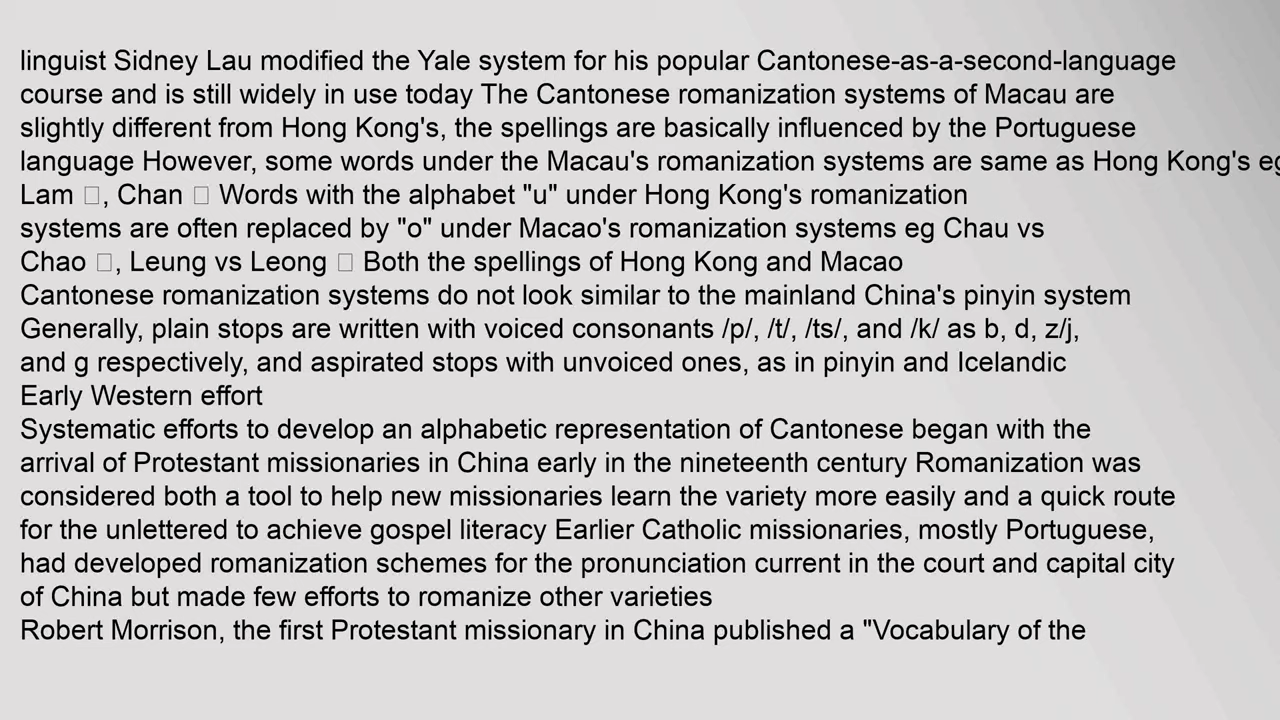 linguist Sidney Lau modified the Yale system for his popular Cantonese-as-a-second-language
course and is still widely in use today The Cantonese romanization systems of Macau are
slightly different from Hong Kong's, the spellings are basically influenced by the Portuguese
language However, some words under the Macau's romanization systems are same as Hong Kong's eg
Lam □, Chan □ Words with the alphabet "u" under Hong Kong's romanization
systems are often replaced by "o" under Macao's romanization systems eg Chau vs
Chao □, Leung vs Leong □ Both the spellings of Hong Kong and Macao
Cantonese romanization systems do not look similar to the mainland China's pinyin system
Generally, plain stops are written with voiced consonants /p/, /t/, /ts/, and /k/ as b, d, z/j,
and g respectively, and aspirated stops with unvoiced ones, as in pinyin and Icelandic
Early Western effort
Systematic efforts to develop an alphabetic representation of Cantonese began with the
arrival of Protestant missionaries in China early in the nineteenth century Romanization was
considered both a tool to help new missionaries learn the variety more easily and a quick route
for the unlettered to achieve gospel literacy Earlier Catholic missionaries, mostly Portuguese,
had developed romanization schemes for the pronunciation current in the court and capital city
of China but made few efforts to romanize other varieties
Robert Morrison, the first Protestant missionary in China published a "Vocabulary of the